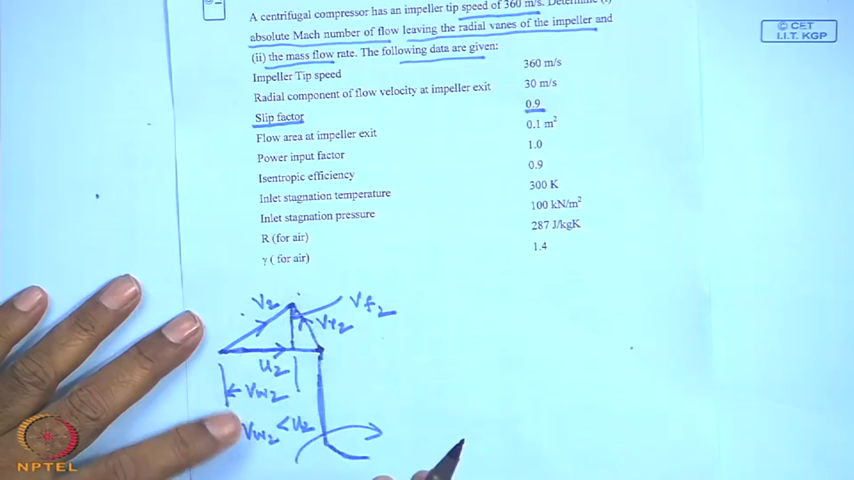 A centrifugal compressor has an impeller tip speed of 360 m/s. Determine (i)
absolute Mach number of flow leaving the radial vanes of the impeller and
(ii) the mass flow rate. The following data are given:
Impeller Tip speed 360 m/s
Radial component of flow velocity at impeller exit 30 m/s
Slip factor 0.9
Flow area at impeller exit 0.1 m²
Power input factor 1.0
Isentropic efficiency 0.9
Inlet stagnation temperature 300 K
Inlet stagnation pressure 100 kN/m²
R (for air) 287 J/kgK
γ ( for air) 1.4
© CET
I.I.T. KGP
V2
Vf2
Vr2
U2
Vw2
Vw2 < U2
NPTEL